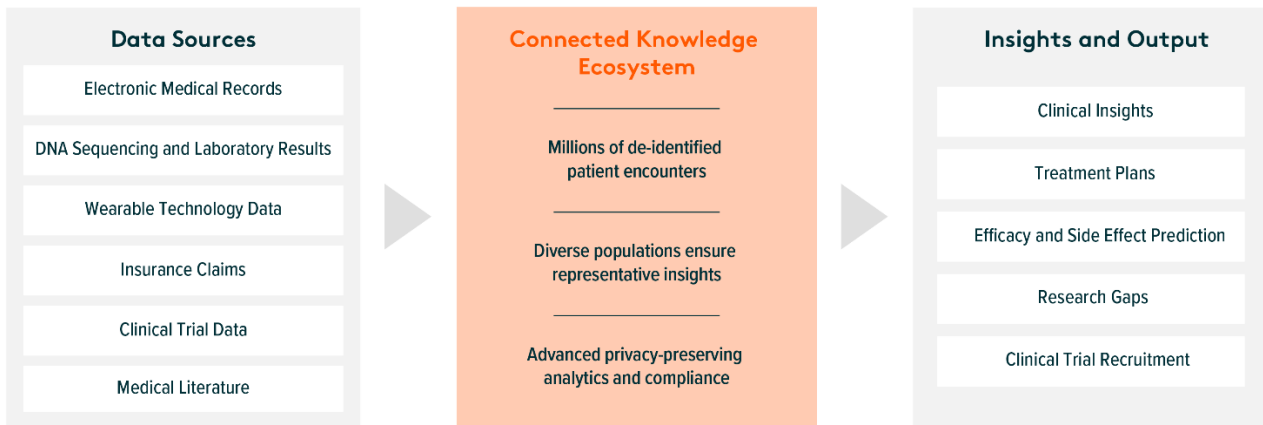 Data Sources
Electronic Medical Records
DNA Sequencing and Laboratory Results
Wearable Technology Data
Insurance Claims
Clinical Trial Data
Medical Literature
Connected Knowledge
Ecosystem
Millions of de-identified
patient encounters
Diverse populations ensure
representative insights
Advanced privacy-preserving
analytics and compliance
Insights and Output
Clinical Insights
Treatment Plans
Efficacy and Side Effect Prediction
Research Gaps
Clinical Trial Recruitment